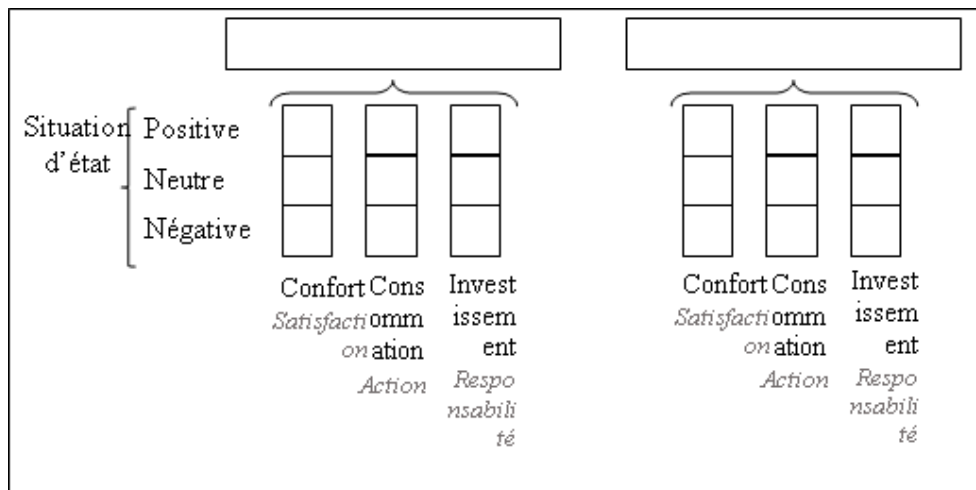 Situation
d'état
Positive
Neutre
Négative
Confort
Satisfacti
on
Cons
omm
ation
Action
Invest
issem
ent
Respo
nsabili
té
Confort
Satisfacti
on
Cons
omm
ation
Action
Invest
issem
ent
Respo
nsabili
té